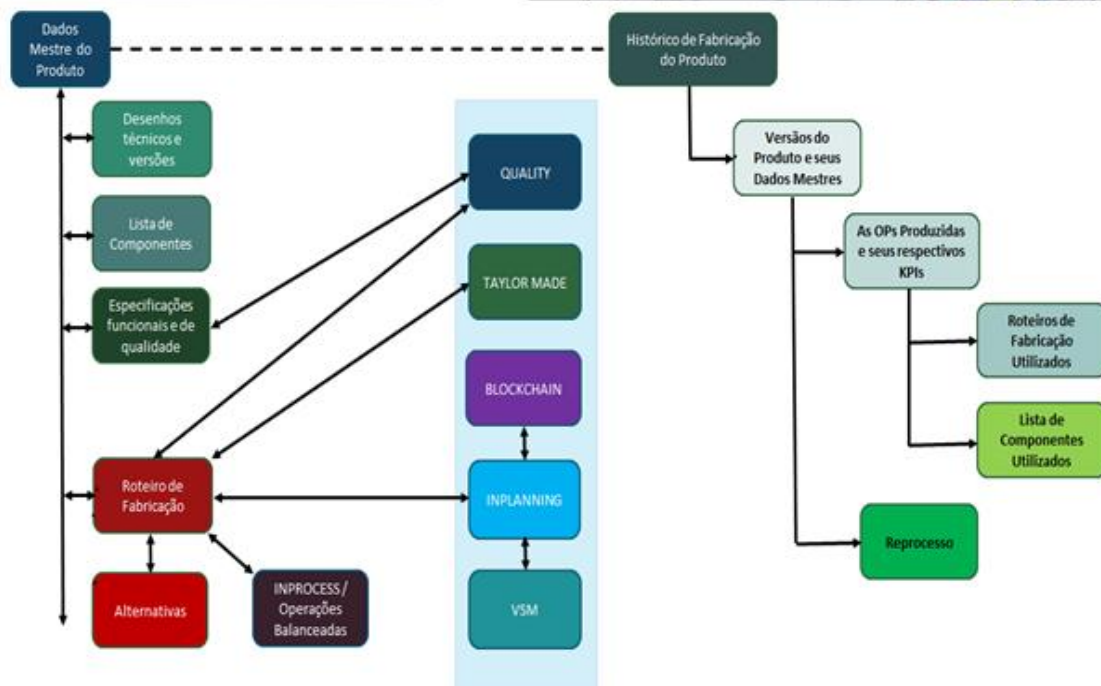 Dados
Mestre do
Produto
Histórico de Fabricação
do Produto
Desenhos
técnicos e
versões
Lista de
Componentes
Especificações
funcionais e de
qualidade
Roteiro de
Fabricação
Alternativas
INPROCESS /
Operações
Balanceadas
QUALITY
TAYLOR MADE
BLOCKCHAIN
INPLANNING
VSM
Versãos do
Produto e seus
Dados Mestres
As OPs Produzidas
e seus respectivos
KPIs
Roteiros de
Fabricação
Utilizados
Lista de
Componentes
Utilizados
Reprocesso